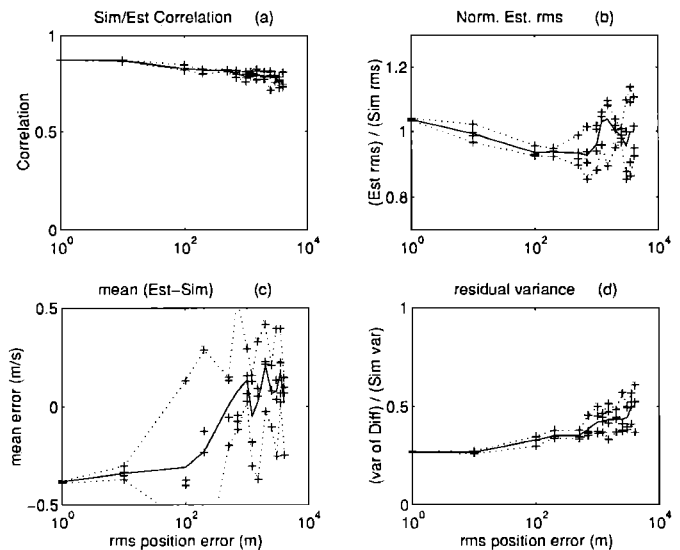 Sim/Est Correlation (a)
Correlation
1
0.5
0
10^0
10^2
10^4
Norm. Est. rms (b)
(Est rms) / (Sim rms)
1.2
1
0.8
10^0
10^2
10^4
mean (Est-Sim) (c)
mean error (m/s)
0.5
0
-0.5
10^0
10^2
10^4
rms position error (m)
residual variance (d)
(var of Diff) / (Sim var)
1
0.5
0
10^0
10^2
10^4
rms position error (m)